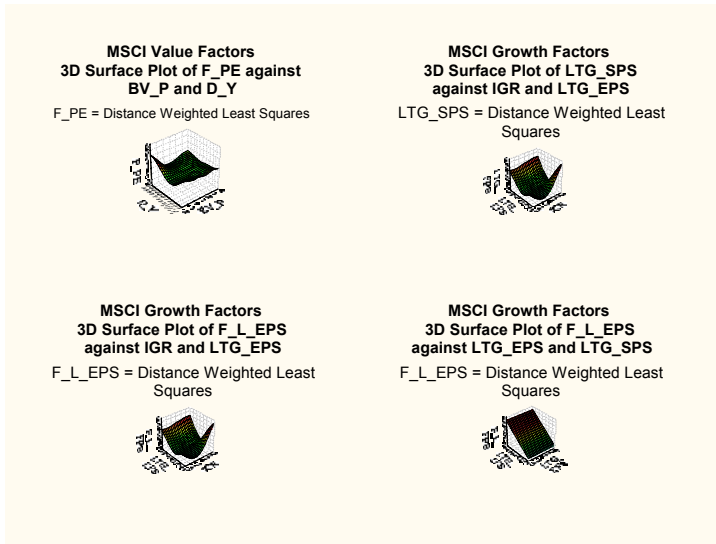 MSCI Value Factors
3D Surface Plot of F_PE against
BV_P and D_Y
F_PE = Distance Weighted Least Squares
F_PE
D_Y
BV_P
MSCI Growth Factors
3D Surface Plot of LTG_SPS
against IGR and LTG_EPS
LTG_SPS = Distance Weighted Least
Squares
MSCI Growth Factors
3D Surface Plot of F_L_EPS
against IGR and LTG_EPS
F_L_EPS = Distance Weighted Least
Squares
MSCI Growth Factors
3D Surface Plot of F_L_EPS
against LTG_EPS and LTG_SPS
F_L_EPS = Distance Weighted Least
Squares